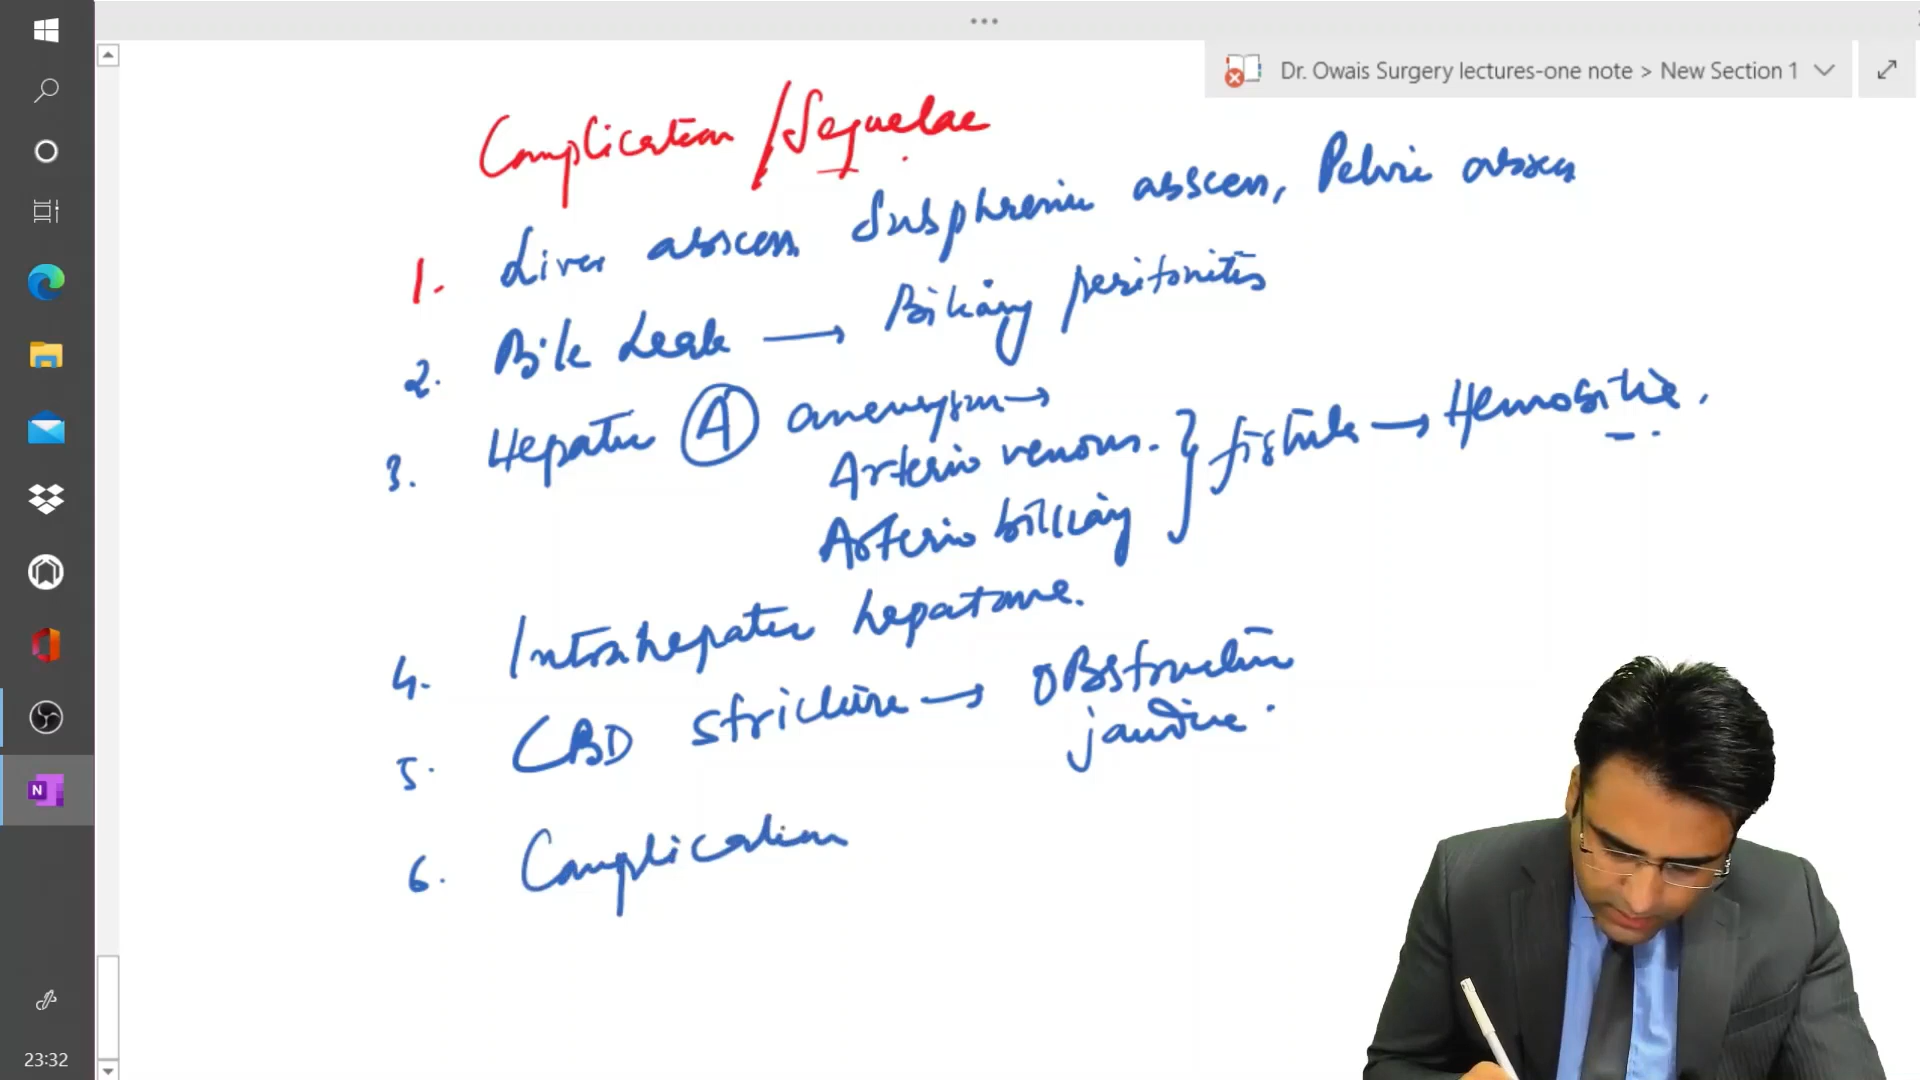 Dr. Owais Surgery lectures-one note > New Section 1
Complication / Sequelae
1. Liver abscess, Subphrenic abscess, Pelvic abscess
2. Bile Leak → Biliary peritonitis
3. Hepatic A aneurysm →
Arterio venous.
Arterio billiary } fistula → Hemobilia.
4. Intrahepatic
5. CBD stricture → OBstructive
jaundice.
6. Complication
N
23:32